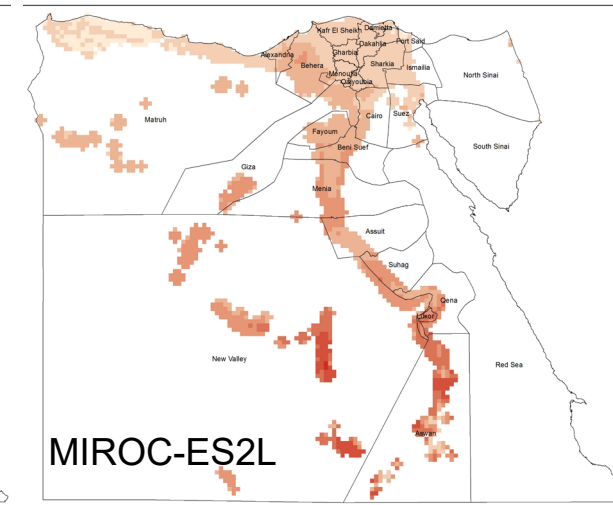 Kafr El Sheikh
Damietta
Dakahlia
Port Said
Alexandria
Gharbia
Behera
Sharkia
Ismailia
Menoufia
Qalyoubia
North Sinai
Matruh
Cairo
Suez
Fayoum
Beni Suef
South Sinai
Giza
Menia
Assuit
Suhag
Qena
Luxor
New Valley
Red Sea
Aswan
MIROC-ES2L